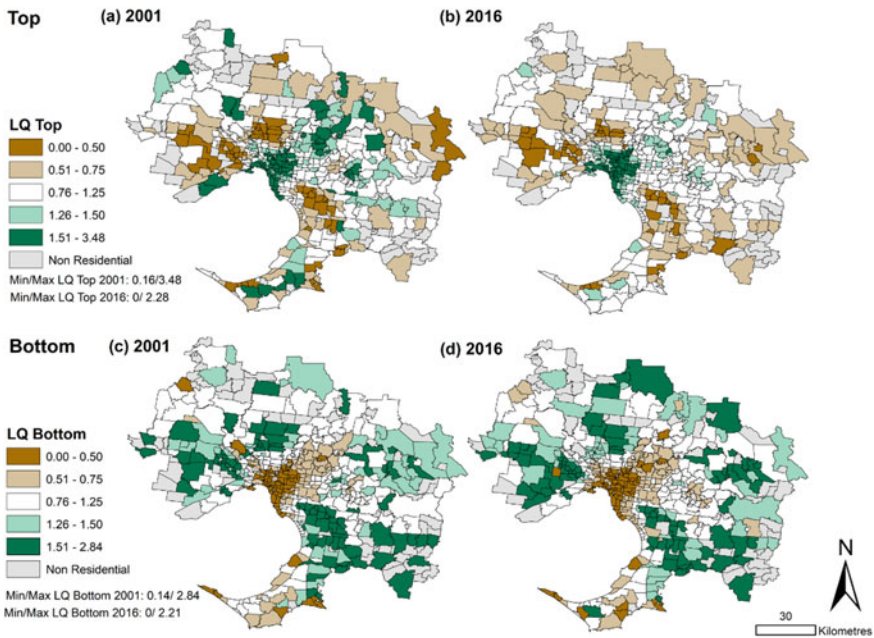 Top
(a) 2001
(b) 2016
LQ Top
0.00 - 0.50
0.51 - 0.75
0.76 - 1.25
1.26 - 1.50
1.51 - 3.48
Non Residential
Min/Max LQ Top 2001: 0.16/3.48
Min/Max LQ Top 2016: 0/ 2.28
Bottom
(c) 2001
(d) 2016
LQ Bottom
0.00 - 0.50
0.51 - 0.75
0.76 - 1.25
1.26 - 1.50
1.51 - 2.84
Non Residential
Min/Max LQ Bottom 2001: 0.14/ 2.84
Min/Max LQ Bottom 2016: 0/ 2.21
N
30
Kilometres